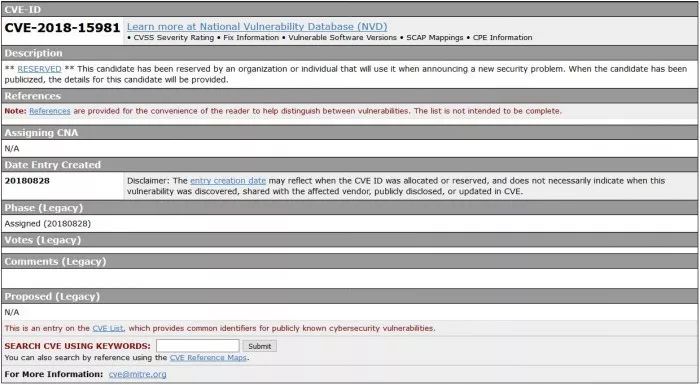 CVE-ID
CVE-2018-15981
Learn more at National Vulnerability Database (NVD)
• CVSS Severity Rating • Fix Information • Vulnerable Software Versions • SCAP Mappings • CPE Information
Description
** RESERVED ** This candidate has been reserved by an organization or individual that will use it when announcing a new security problem. When the candidate has been
publicized, the details for this candidate will be provided.
References
Note: References are provided for the convenience of the reader to help distinguish between vulnerabilities. The list is not intended to be complete.
Assigning CNA
N/A
Date Entry Created
20180828
Disclaimer: The entry creation date may reflect when the CVE ID was allocated or reserved, and does not necessarily indicate when this
vulnerability was discovered, shared with the affected vendor, publicly disclosed, or updated in CVE.
Phase (Legacy)
Assigned (20180828)
Votes (Legacy)
Comments (Legacy)
Proposed (Legacy)
N/A
This is an entry on the CVE List, which provides common identifiers for publicly known cybersecurity vulnerabilities.
SEARCH CVE USING KEYWORDS: Submit
You can also search by reference using the CVE Reference Maps.
For More Information: cve@mitre.org